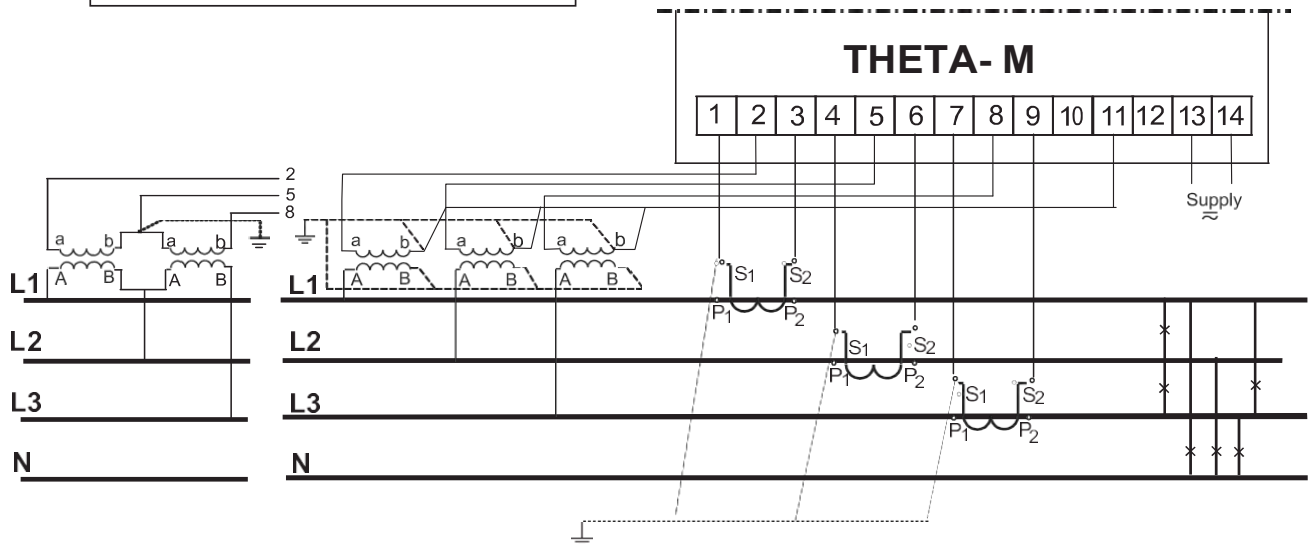 THETA- M
1 2 3 4 5 6 7 8 9 10 11 12 13 14
2
5
8
Supply
a b a b a b a b a b
A B A B A B A B A B
L1 L1
S1 S2
P1 P2
L2 L2
S1 S2
P1 P2
L3 L3
S1 S2
P1 P2
N N